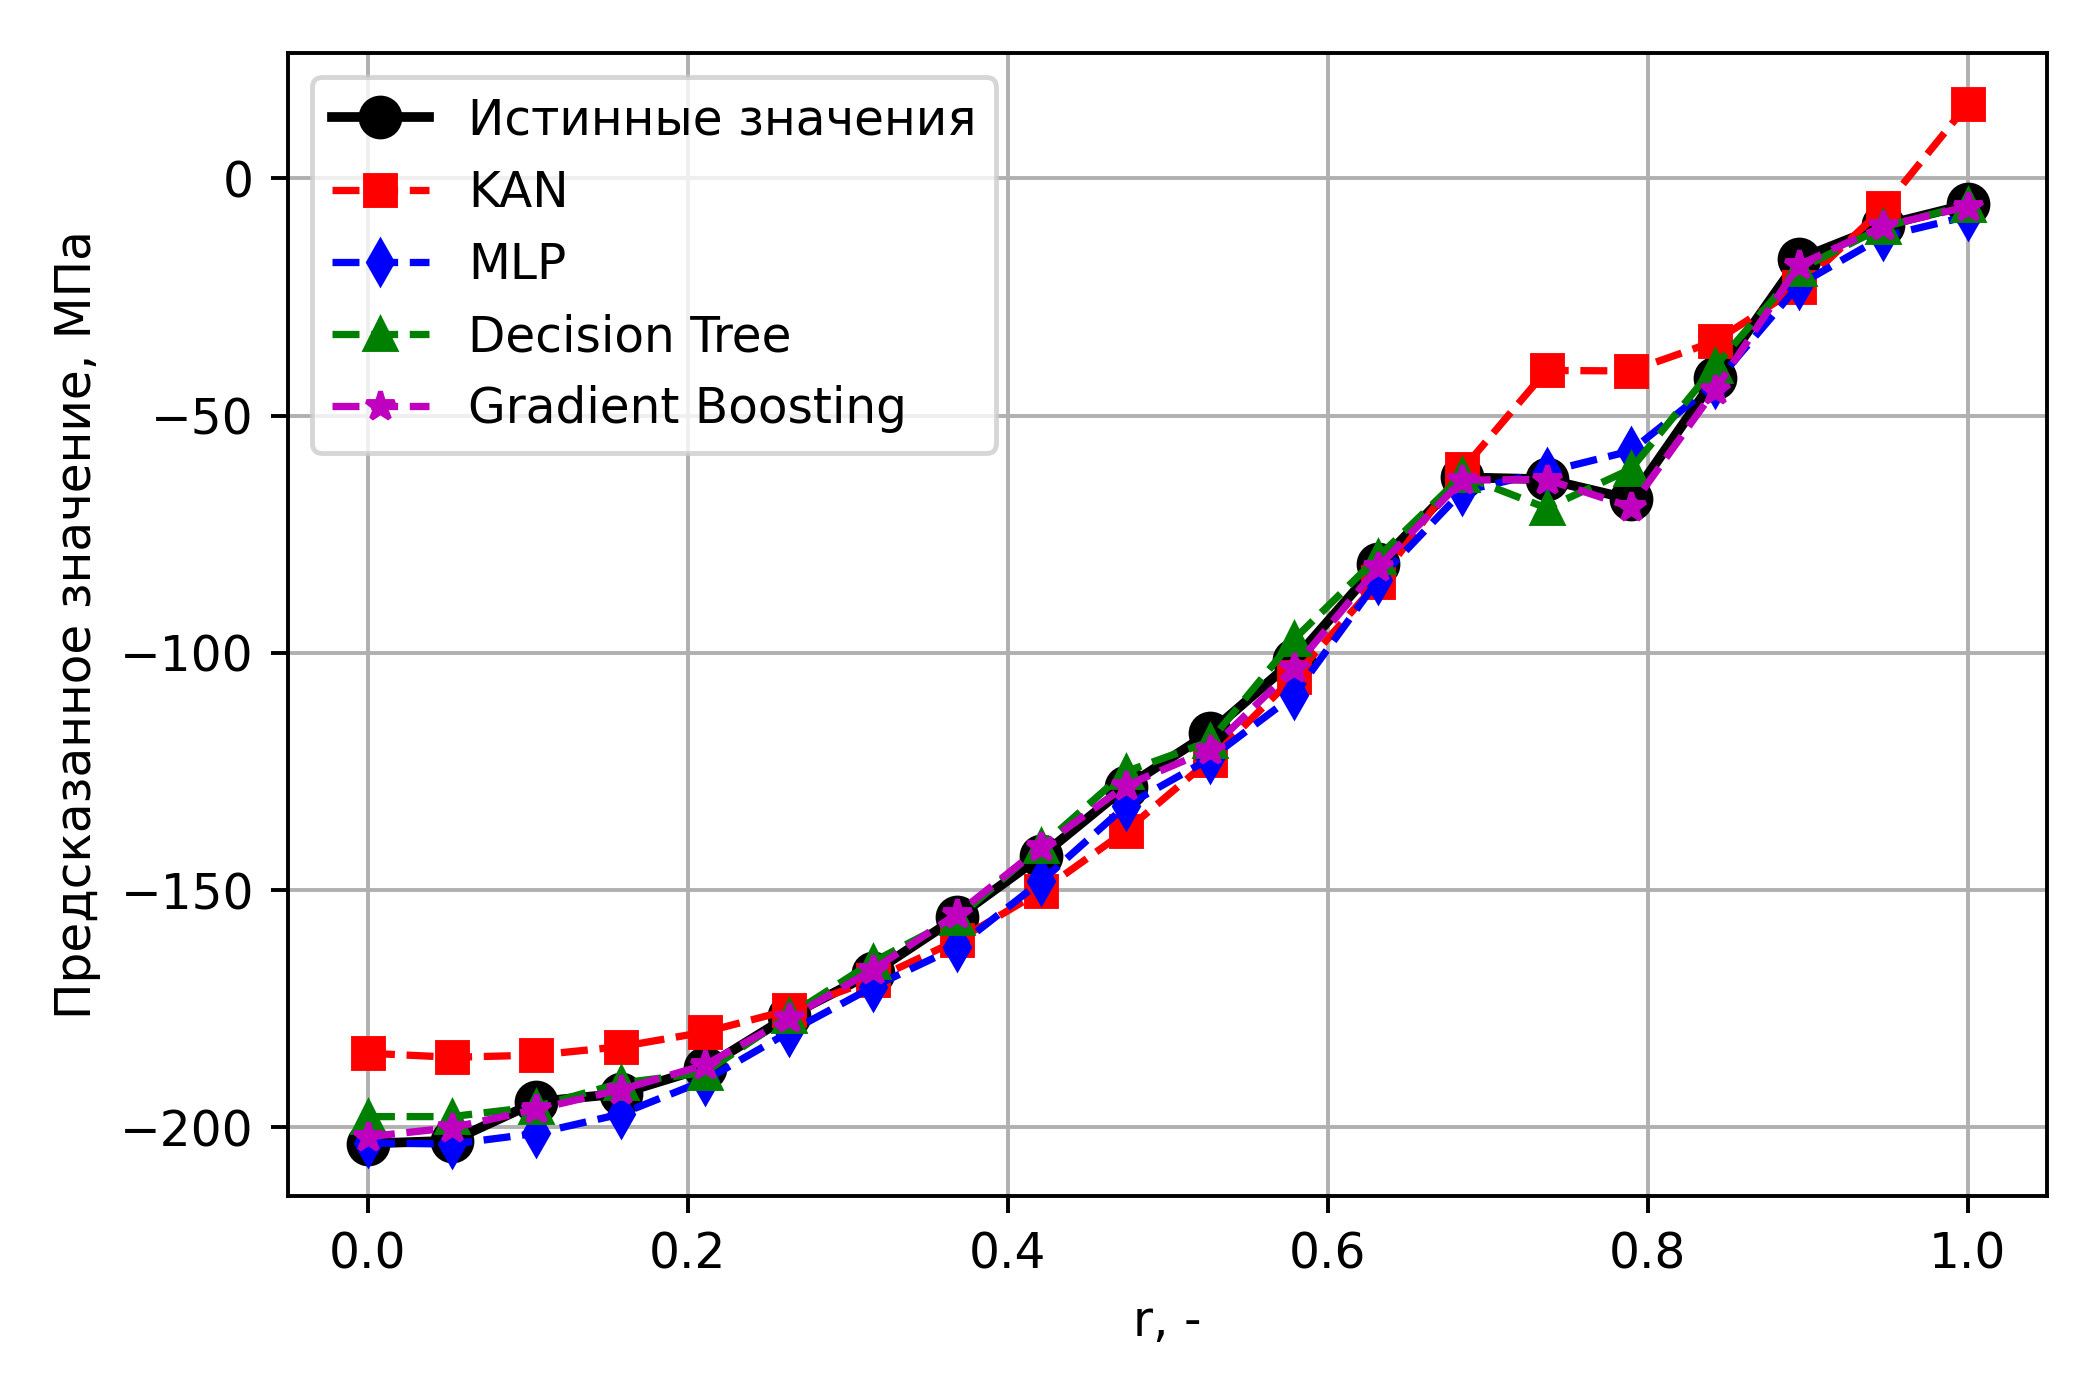 Истинные значения
KAN
MLP
Decision Tree
Gradient Boosting
Предсказанное значение, МПа
0
−50
−100
−150
−200
0.0 0.2 0.4 0.6 0.8 1.0
r, -